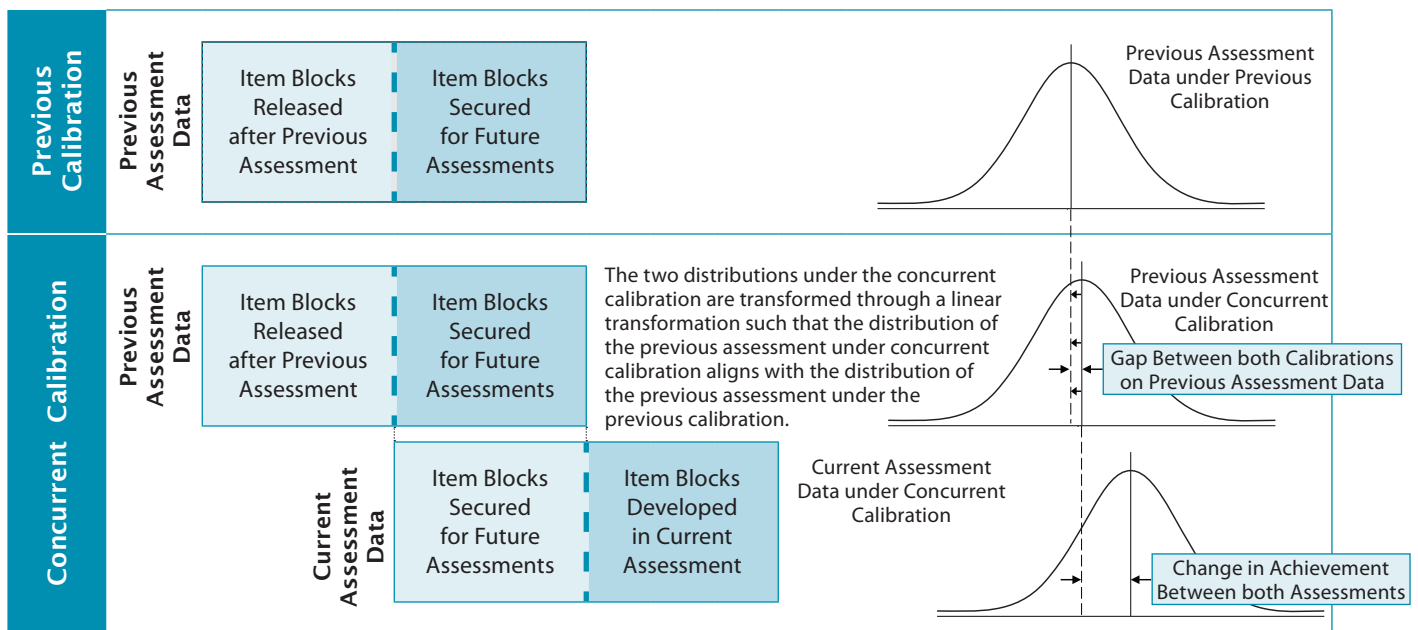 Previous
Calibration
Previous
Assessment
Data
Item Blocks
Released
after Previous
Assessment
Item Blocks
Secured
for Future
Assessments
Previous Assessment
Data under Previous
Calibration
Concurrent Calibration
Previous
Assessment
Data
Item Blocks
Released
after Previous
Assessment
Item Blocks
Secured
for Future
Assessments
The two distributions under the concurrent
calibration are transformed through a linear
transformation such that the distribution of
the previous assessment under concurrent
calibration aligns with the distribution of
the previous assessment under the
previous calibration.
Previous Assessment
Data under Concurrent
Calibration
Gap Between both Calibrations
on Previous Assessment Data
Current
Assessment
Data
Item Blocks
Secured
for Future
Assessments
Item Blocks
Developed
in Current
Assessment
Current Assessment
Data under Concurrent
Calibration
Change in Achievement
Between both Assessments